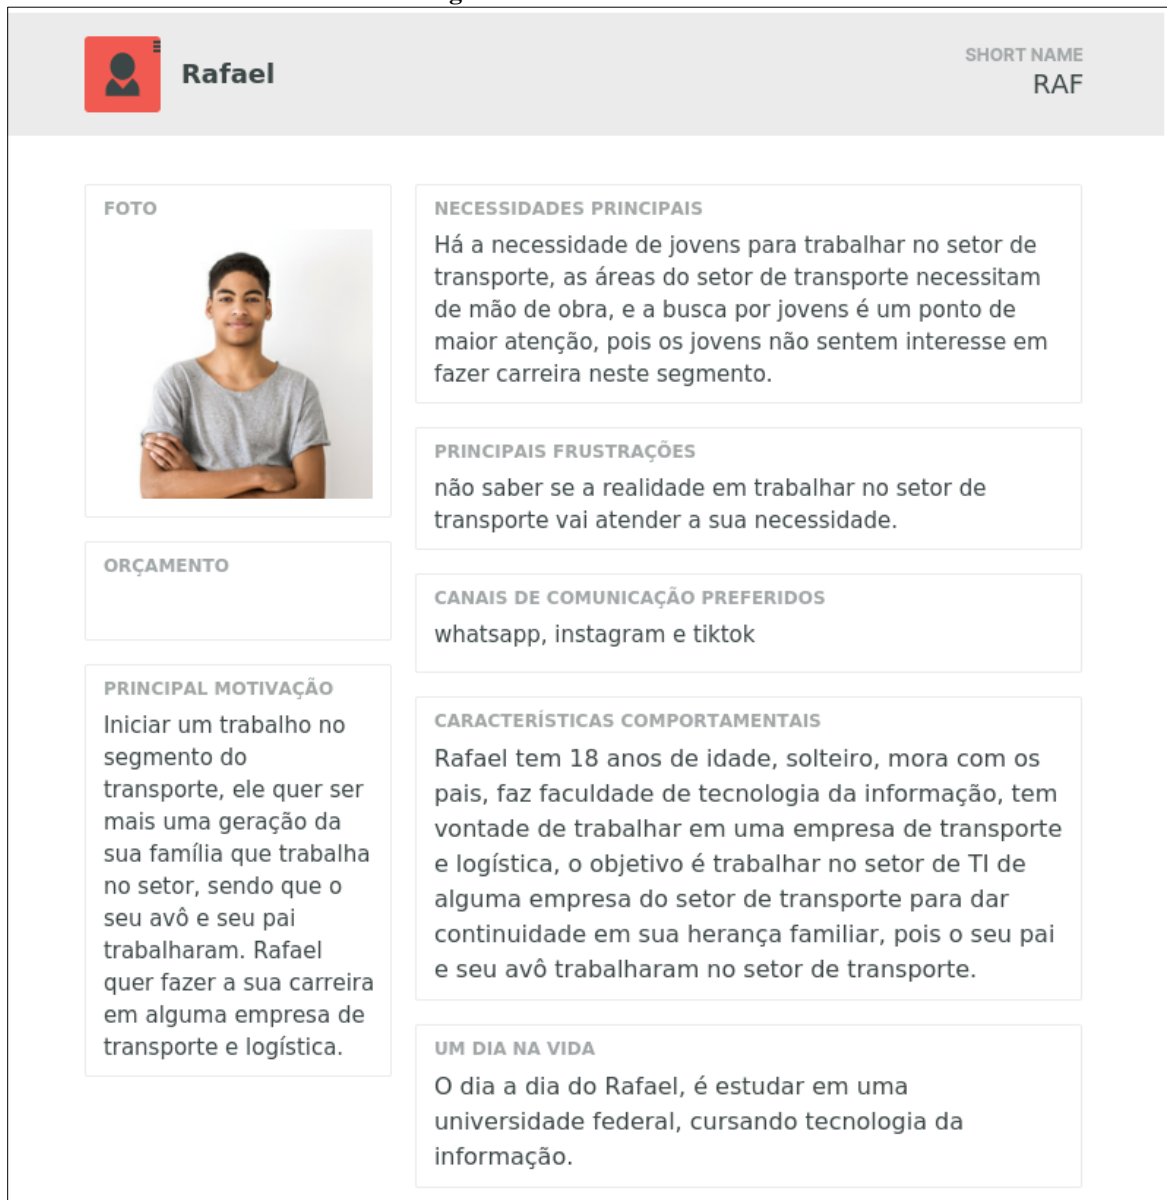 Rafael
SHORT NAME
RAF
FOTO
ORÇAMENTO
PRINCIPAL MOTIVAÇÃO
Iniciar um trabalho no
segmento do
transporte, ele quer ser
mais uma geração da
sua família que trabalha
no setor, sendo que o
seu avô e seu pai
trabalharam. Rafael
quer fazer a sua carreira
em alguma empresa de
transporte e logística.
NECESSIDADES PRINCIPAIS
Há a necessidade de jovens para trabalhar no setor de
transporte, as áreas do setor de transporte necessitam
de mão de obra, e a busca por jovens é um ponto de
maior atenção, pois os jovens não sentem interesse em
fazer carreira neste segmento.
PRINCIPAIS FRUSTRAÇÕES
não saber se a realidade em trabalhar no setor de
transporte vai atender a sua necessidade.
CANAIS DE COMUNICAÇÃO PREFERIDOS
whatsapp, instagram e tiktok
CARACTERÍSTICAS COMPORTAMENTAIS
Rafael tem 18 anos de idade, solteiro, mora com os
pais, faz faculdade de tecnologia da informação, tem
vontade de trabalhar em uma empresa de transporte
e logística, o objetivo é trabalhar no setor de TI de
alguma empresa do setor de transporte para dar
continuidade em sua herança familiar, pois o seu pai
e seu avô trabalharam no setor de transporte.
UM DIA NA VIDA
O dia a dia do Rafael, é estudar em uma
universidade federal, cursando tecnologia da
informação.